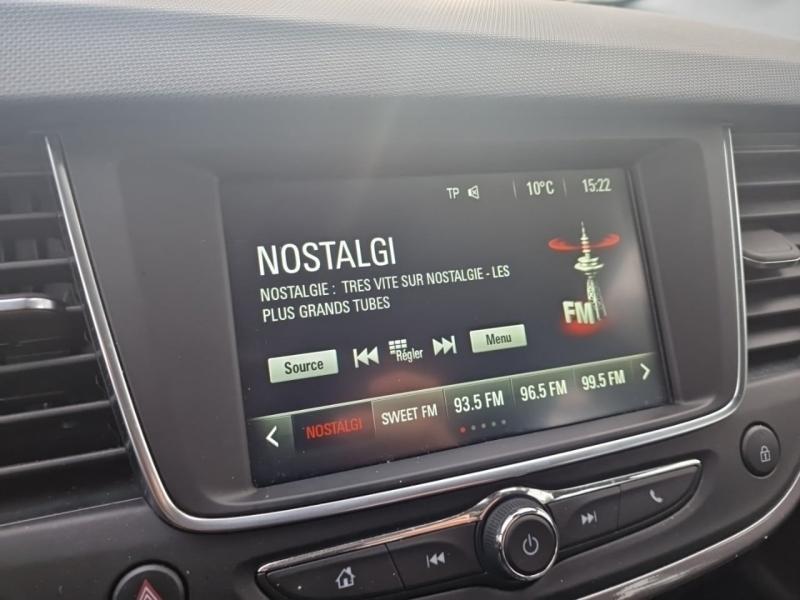 TP 10°C 15:22
NOSTALGI
NOSTALGIE : TRES VITE SUR NOSTALGIE - LES
PLUS GRANDS TUBES
FM
Source Régler Menu
NOSTALGI SWEET FM 93.5 FM 96.5 FM 99.5 FM